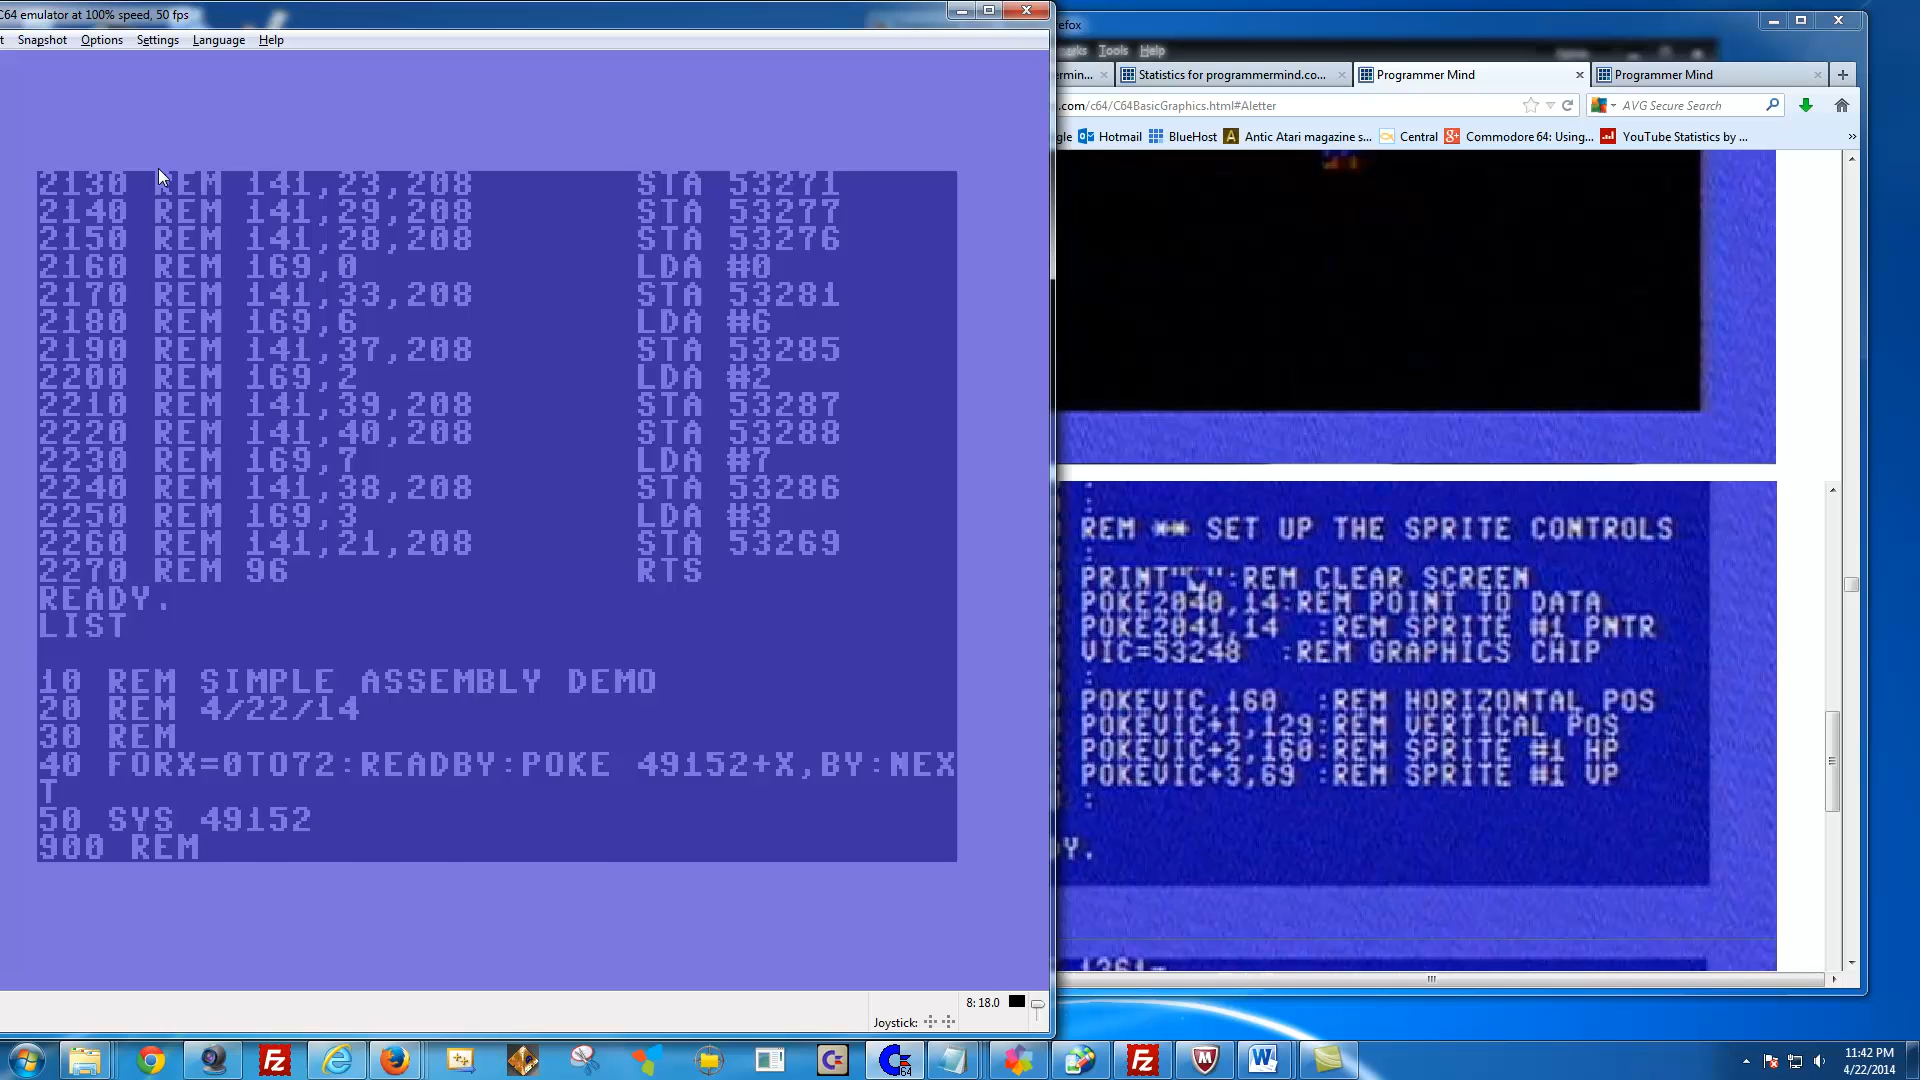 C64 emulator at 100% speed, 50 fps
Snapshot Options Settings Language Help
2130 REM 141,23,208 STA 53271
2140 REM 141,29,208 STA 53277
2150 REM 141,28,208 STA 53276
2160 REM 169,0 LDA #0
2170 REM 141,33,208 STA 53281
2180 REM 169,6 LDA #6
2190 REM 141,37,208 STA 53285
2200 REM 169,2 LDA #2
2210 REM 141,39,208 STA 53287
2220 REM 141,40,208 STA 53288
2230 REM 169,7 LDA #7
2240 REM 141,38,208 STA 53286
2250 REM 169,3 LDA #3
2260 REM 141,21,208 STA 53269
2270 REM 96 RTS
READY.
LIST
10 REM SIMPLE ASSEMBLY DEMO
20 REM 4/22/14
30 REM
40 FORX=0TO72:READBY:POKE 49152+X,BY:NEX
T
50 SYS 49152
900 REM
8: 18.0
Joystick:
efox
arks Tools Help
ermin... Statistics for programmermind.co... Programmer Mind Programmer Mind
.com/c64/C64BasicGraphics.html#Aletter AVG Secure Search
gle Hotmail BlueHost Antic Atari magazine s... Central Commodore 64: Using... YouTube Statistics by ... »
:
REM ** SET UP THE SPRITE CONTROLS
:
PRINT"":REM CLEAR SCREEN
POKE2040,14:REM POINT TO DATA
POKE2041,14 :REM SPRITE #1 PNTR
VIC=53248 :REM GRAPHICS CHIP
:
POKEVIC,160 :REM HORIZONTAL POS
POKEVIC+1,129:REM VERTICAL POS
POKEVIC+2,160:REM SPRITE #1 HP
POKEVIC+3,69 :REM SPRITE #1 VP
:
Y.
11:42 PM
4/22/2014